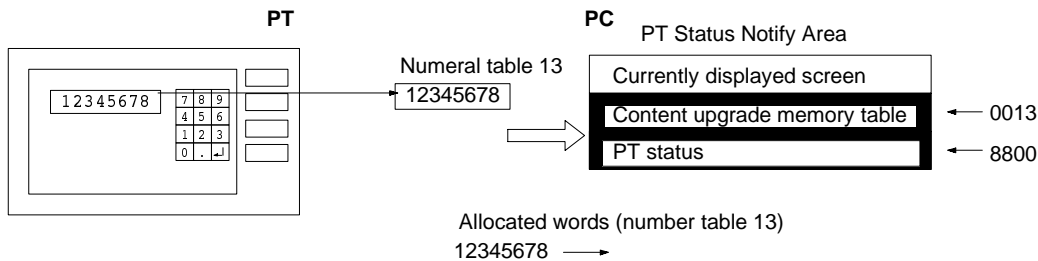 PT
PC
PT Status Notify Area
Numeral table 13
Currently displayed screen
12345678
7 8 9
12345678
4 5 6
Content upgrade memory table
0013
1 2 3
0 . ↵
PT status
8800
Allocated words (number table 13)
12345678